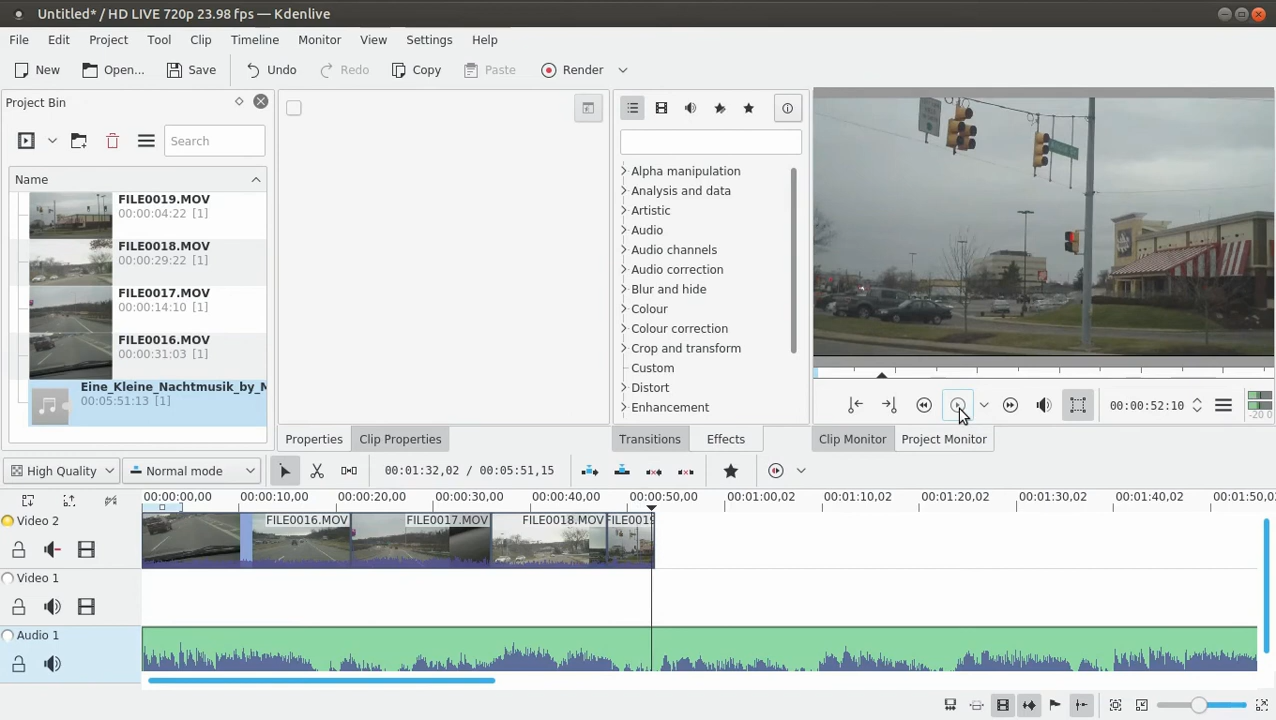 Untitled* / HD LIVE 720p 23.98 fps — Kdenlive
File Edit Project Tool Clip Timeline Monitor View Settings Help
New Open... Save Undo Redo Copy Paste Render
Project Bin
Search
Name
FILE0019.MOV
00:00:04:22 [1]
FILE0018.MOV
00:00:29:22 [1]
FILE0017.MOV
00:00:14:10 [1]
FILE0016.MOV
00:00:31:03 [1]
Eine_Kleine_Nachtmusik_by_M
00:05:51:13 [1]
Properties Clip Properties
Alpha manipulation
Analysis and data
Artistic
Audio
Audio channels
Audio correction
Blur and hide
Colour
Colour correction
Crop and transform
Custom
Distort
Enhancement
Transitions Effects
00:00:52:10
-20 0
Clip Monitor Project Monitor
High Quality Normal mode 00:01:32,02 / 00:05:51,15
00:00:00,00 00:00:10,00 00:00:20,00 00:00:30,00 00:00:40,00 00:00:50,00 00:01:00,02 00:01:10,02 00:01:20,02 00:01:30,02 00:01:40,02 00:01:50,
Video 2
FILE0016.MOV FILE0017.MOV FILE0018.MOV FILE0019
Video 1
Audio 1